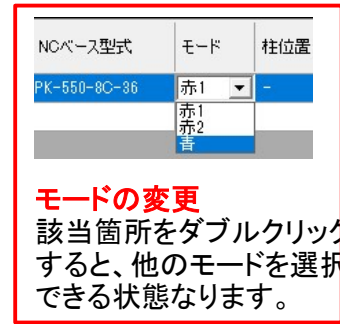 NCベース型式 モード 柱位置
PK-550-8C-36 赤1 -
赤1
赤2
青
モードの変更
該当箇所をダブルクリック
すると、他のモードを選択
できる状態なります。